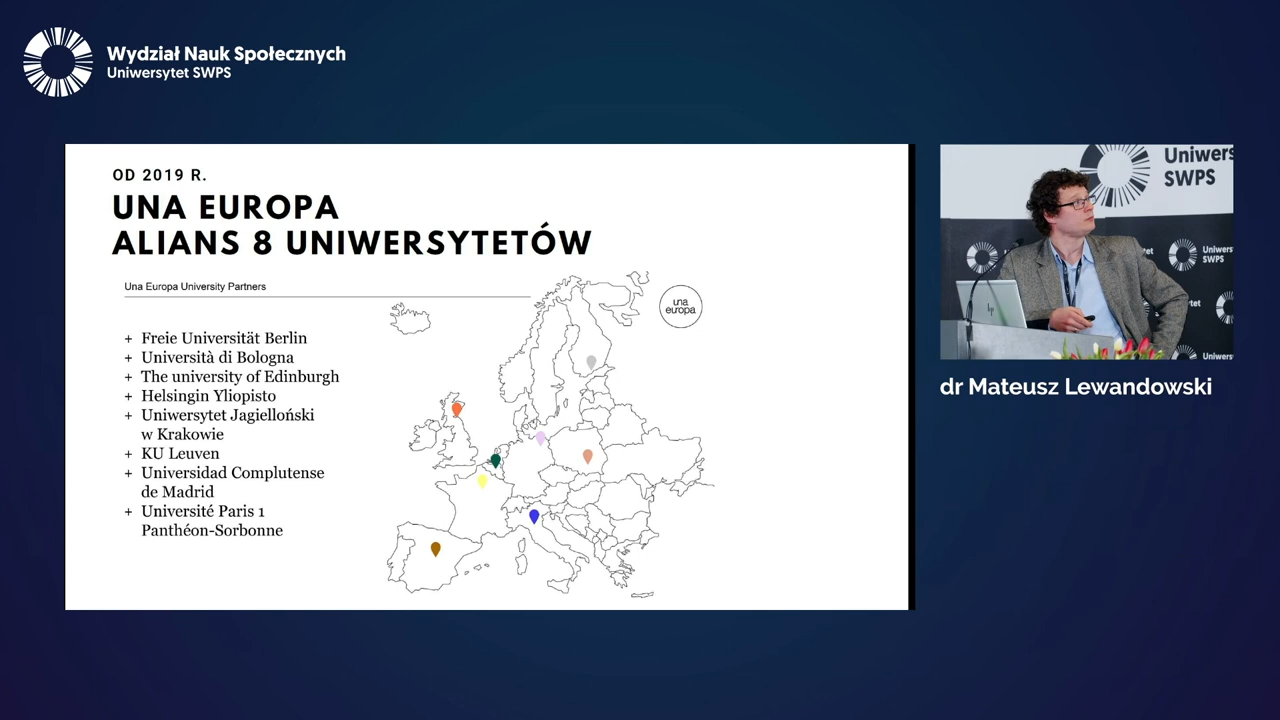 Wydział Nauk Społecznych
Uniwersytet SWPS
OD 2019 R.
UNA EUROPA
ALIANS 8 UNIWERSYTETÓW
Una Europa University Partners
una
europa
+ Freie Universität Berlin
+ Università di Bologna
+ The university of Edinburgh
+ Helsingin Yliopisto
+ Uniwersytet Jagielloński
w Krakowie
+ KU Leuven
+ Universidad Complutense
de Madrid
+ Université Paris 1
Panthéon-Sorbonne
Uniwers
SWPS
Uniwers
SWPS
dr Mateusz Lewandowski